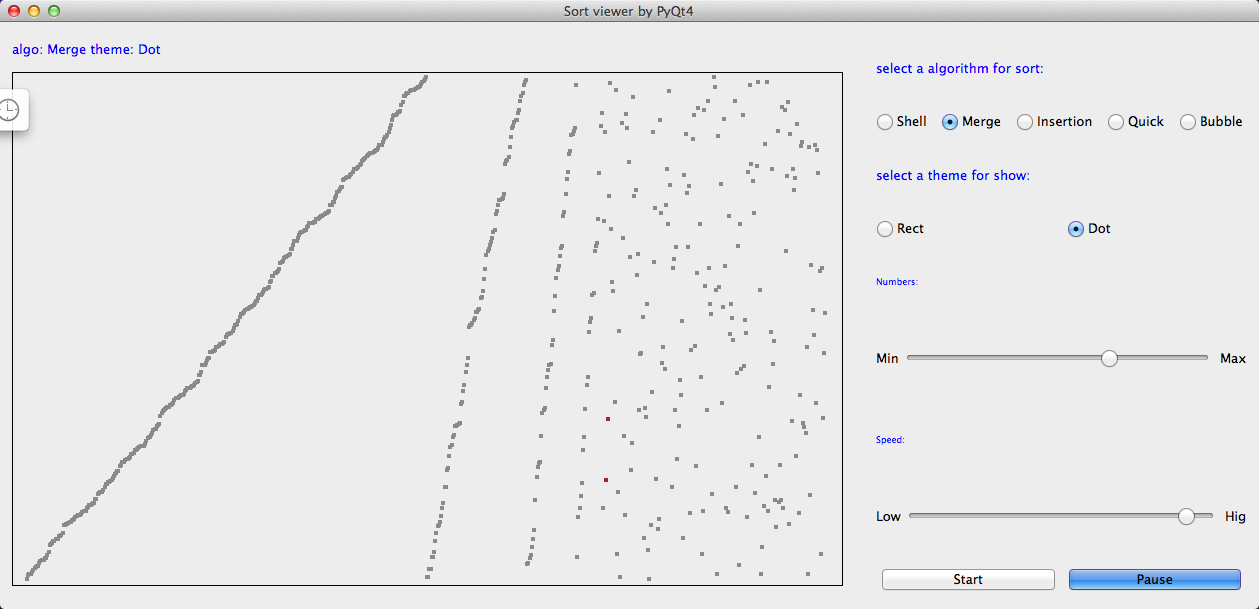 Sort viewer by PyQt4
algo: Merge theme: Dot
select a algorithm for sort:
Shell Merge Insertion Quick Bubble
select a theme for show:
Rect Dot
Numbers:
Min Max
Speed:
Low Hig
Start Pause